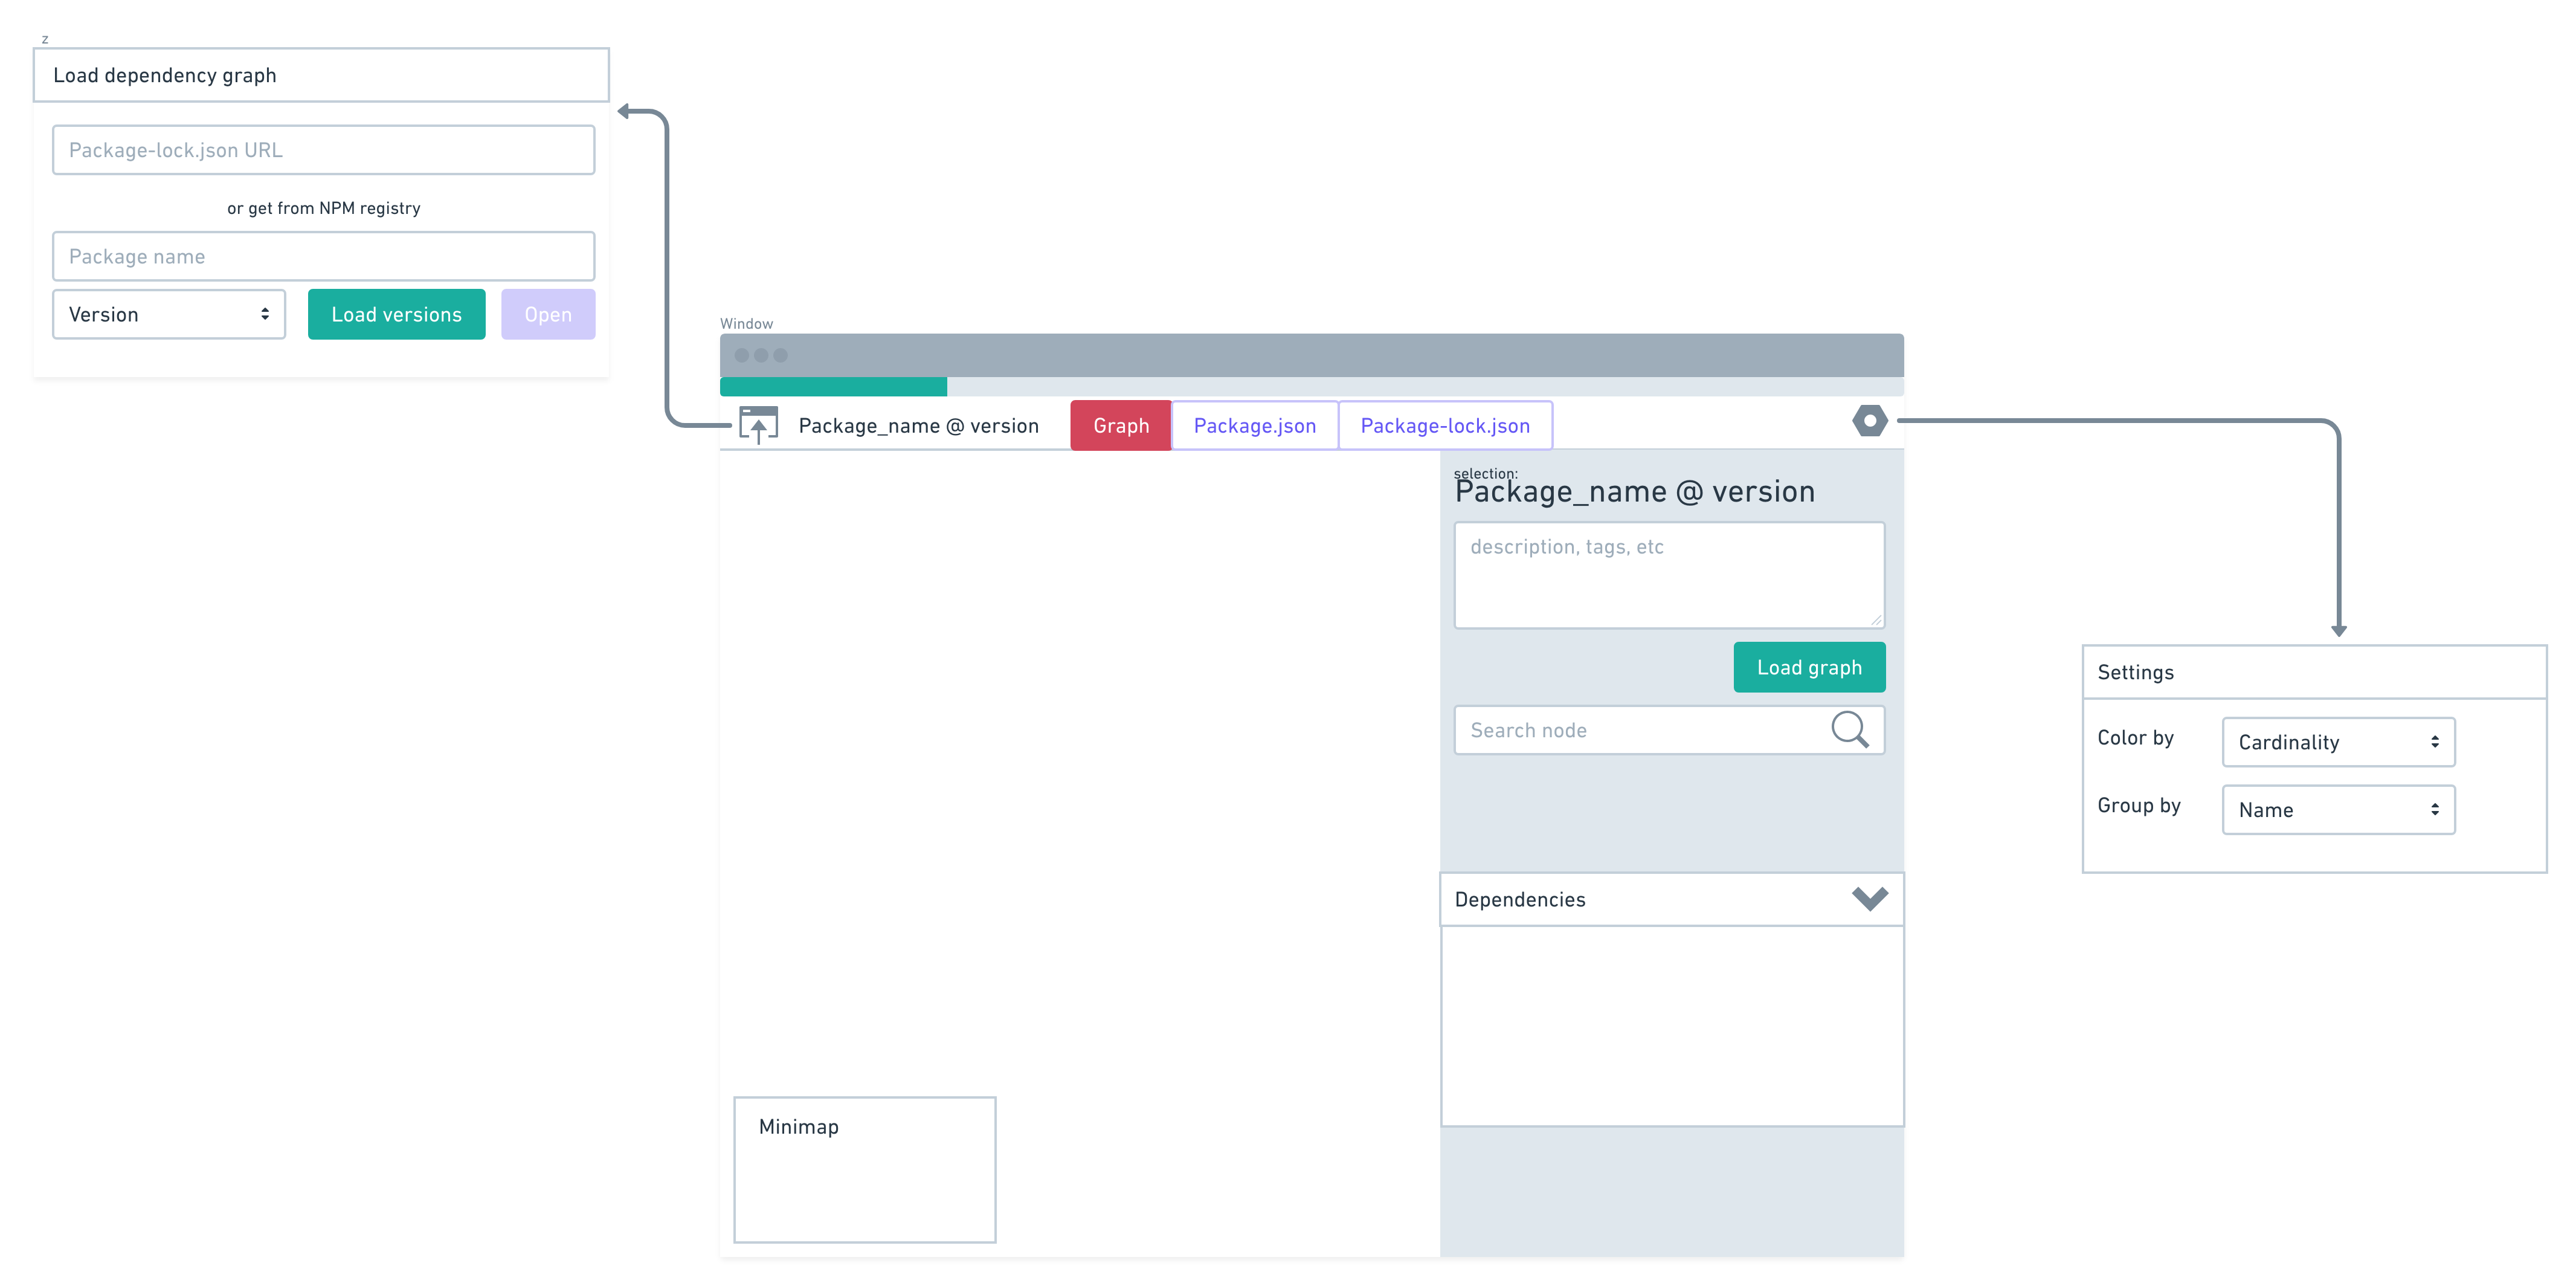 z
Load dependency graph
Package-lock.json URL
or get from NPM registry
Package name
Version
Load versions
Open
Window
Package_name @ version
Graph
Package.json
Package-lock.json
selection:
Package_name @ version
description, tags, etc
Load graph
Search node
Dependencies
Minimap
Settings
Color by
Cardinality
Group by
Name